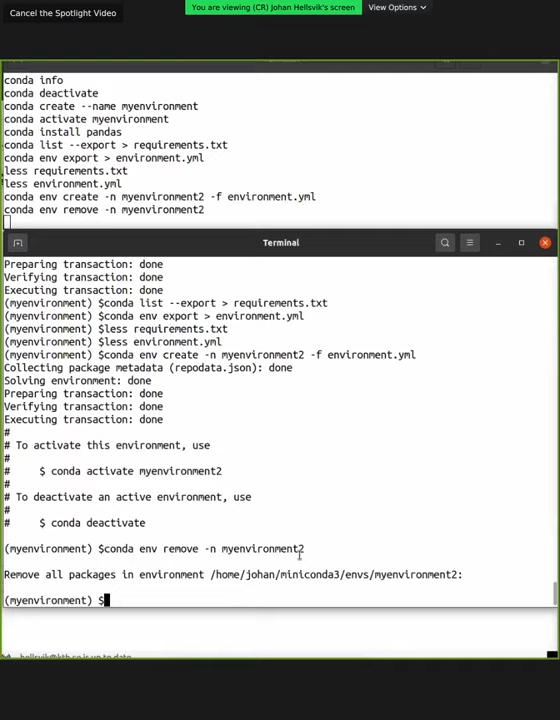 Cancel the Spotlight Video
You are viewing (CR) Johan Hellsvik's screen
View Options
conda info
conda deactivate
conda create --name myenvironment
conda activate myenvironment
conda install pandas
conda list --export > requirements.txt
conda env export > environment.yml
less requirements.txt
less environment.yml
conda env create -n myenvironment2 -f environment.yml
conda env remove -n myenvironment2
Terminal
Preparing transaction: done
Verifying transaction: done
Executing transaction: done
(myenvironment) $conda list --export > requirements.txt
(myenvironment) $conda env export > environment.yml
(myenvironment) $less requirements.txt
(myenvironment) $less environment.yml
(myenvironment) $conda env create -n myenvironment2 -f environment.yml
Collecting package metadata (repodata.json): done
Solving environment: done
Preparing transaction: done
Verifying transaction: done
Executing transaction: done
#
# To activate this environment, use
#
#     $ conda activate myenvironment2
#
# To deactivate an active environment, use
#
#     $ conda deactivate
(myenvironment) $conda env remove -n myenvironment2
Remove all packages in environment /home/johan/miniconda3/envs/myenvironment2:
(myenvironment) $
hellsvik@kth.se is up to date